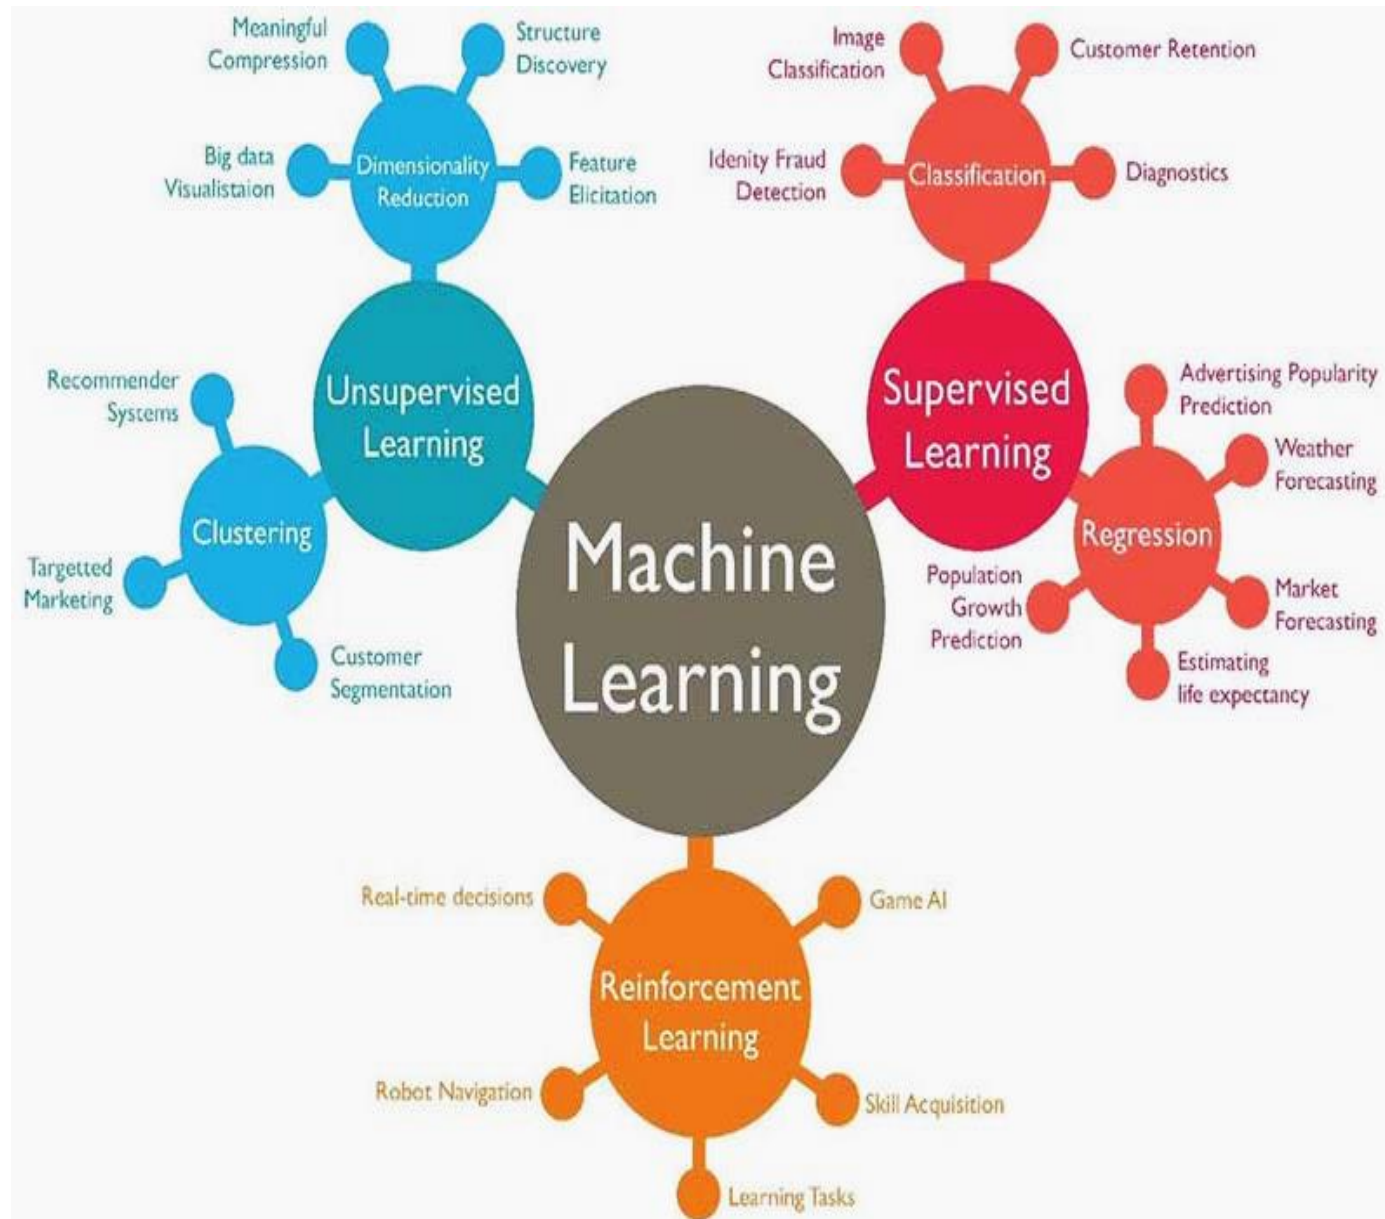 Meaningful
Compression
Structure
Discovery
Big data
Visualistaion
Dimensionality
Reduction
Feature
Elicitation
Image
Classification
Customer Retention
Idenity Fraud
Detection
Classification
Diagnostics
Unsupervised
Learning
Recommender
Systems
Clustering
Targetted
Marketing
Customer
Segmentation
Supervised
Learning
Advertising Popularity
Prediction
Weather
Forecasting
Regression
Population
Growth
Prediction
Market
Forecasting
Estimating
life expectancy
Machine
Learning
Real-time decisions
Game AI
Reinforcement
Learning
Robot Navigation
Skill Acquisition
Learning Tasks